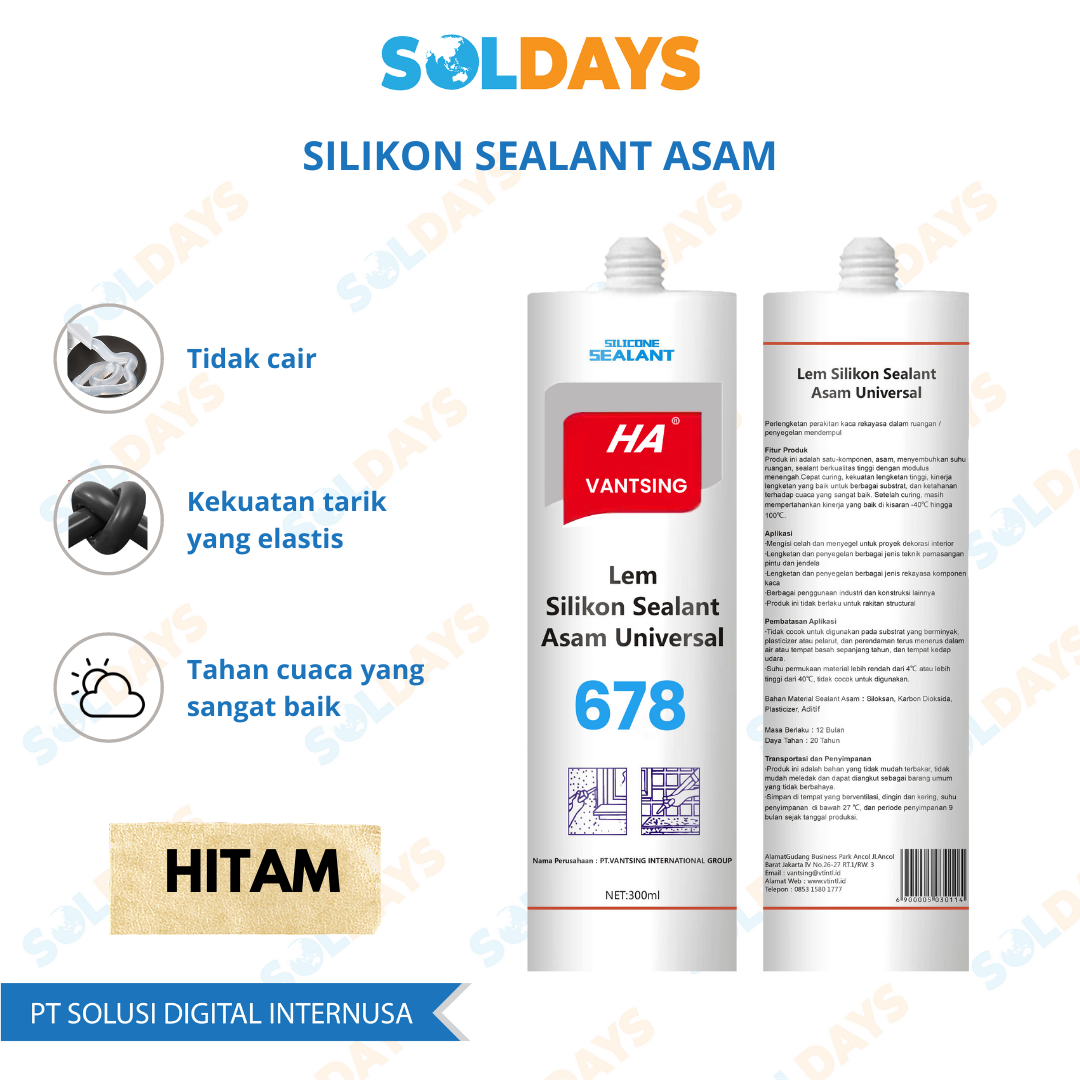 SOLDAYS
SILIKON SEALANT ASAM
Tidak cair
Kekuatan tarik
yang elastis
Tahan cuaca yang
sangat baik
HITAM
PT SOLUSI DIGITAL INTERNUSA
SILICONE
SEALANT
HA®
VANTSING
Lem
Silikon Sealant
Asam Universal
678
Nama Perusahaan : PT.VANTSING INTERNATIONAL GROUP
NET:300ml
Lem Silikon Sealant
Asam Universal
Perlengketan perakitan kaca rekayasa dalam ruangan /
penyegelan mendempul
Fitur Produk
Produk ini adalah satu-komponen, asam, menyembuhkan suhu
ruangan, sealant berkualitas tinggi dengan modulus
menengah.Cepat curing, kekuatan lengketan tinggi, kinerja
lengketan yang baik untuk berbagai substrat, dan ketahanan
terhadap cuaca yang sangat baik. Setelah curing, masih
mempertahankan kinerja yang baik di kisaran -40℃ hingga
100℃.
Aplikasi
·Mengisi celah dan menyegel untuk proyek dekorasi interior
·Lengketan dan penyegelan berbagai jenis teknik pemasangan
pintu dan jendela
·Lengketan dan penyegelan berbagai jenis rekayasa komponen
kaca
·Berbagai penggunaan industri dan konstruksi lainnya
·Produk ini tidak berlaku untuk rakitan structural
Pembatasan Aplikasi
·Tidak cocok untuk digunakan pada substrat yang berminyak,
plasticizer atau pelarut, dan perendaman terus menerus dalam
air atau tempat basah sepanjang tahun, dan tempat kedap
udara.
·Suhu permukaan material lebih rendah dari 4℃ atau lebih
tinggi dari 40℃, tidak cocok untuk digunakan.
Bahan Material Sealant Asam : Siloksan, Karbon Dioksida,
Plasticizer, Aditif
Masa Berlaku : 12 Bulan
Daya Tahan : 20 Tahun
Transportasi dan Penyimpanan
·Produk ini adalah bahan yang tidak mudah terbakar, tidak
mudah meledak dan dapat diangkut sebagai barang umum
yang tidak berbahaya.
·Simpan di tempat yang berventilasi, dingin dan kering, suhu
penyimpanan di bawah 27 ℃, dan periode penyimpanan 9
bulan sejak tanggal produksi.
AlamatGudang Business Park Ancol Jl.Ancol
Barat Jakarta IV No.26-27 RT.1/RW. 3
Email : vantsing@vtintl.id
Alamat Web : www.vtintl.id
Telepon : 0853 1580 1777
6 900005 030114